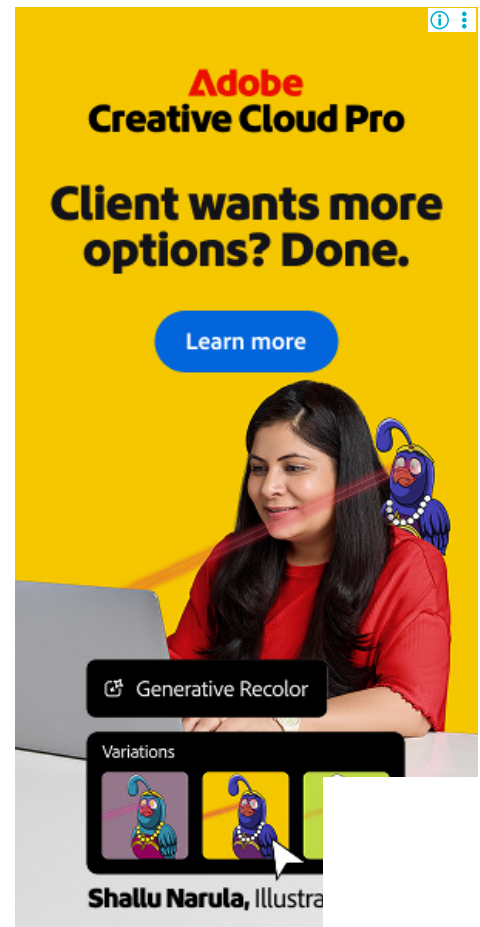 Adobe
Creative Cloud Pro
Client wants more
options? Done.
Learn more
Generative Recolor
Variations
Shallu Narula,